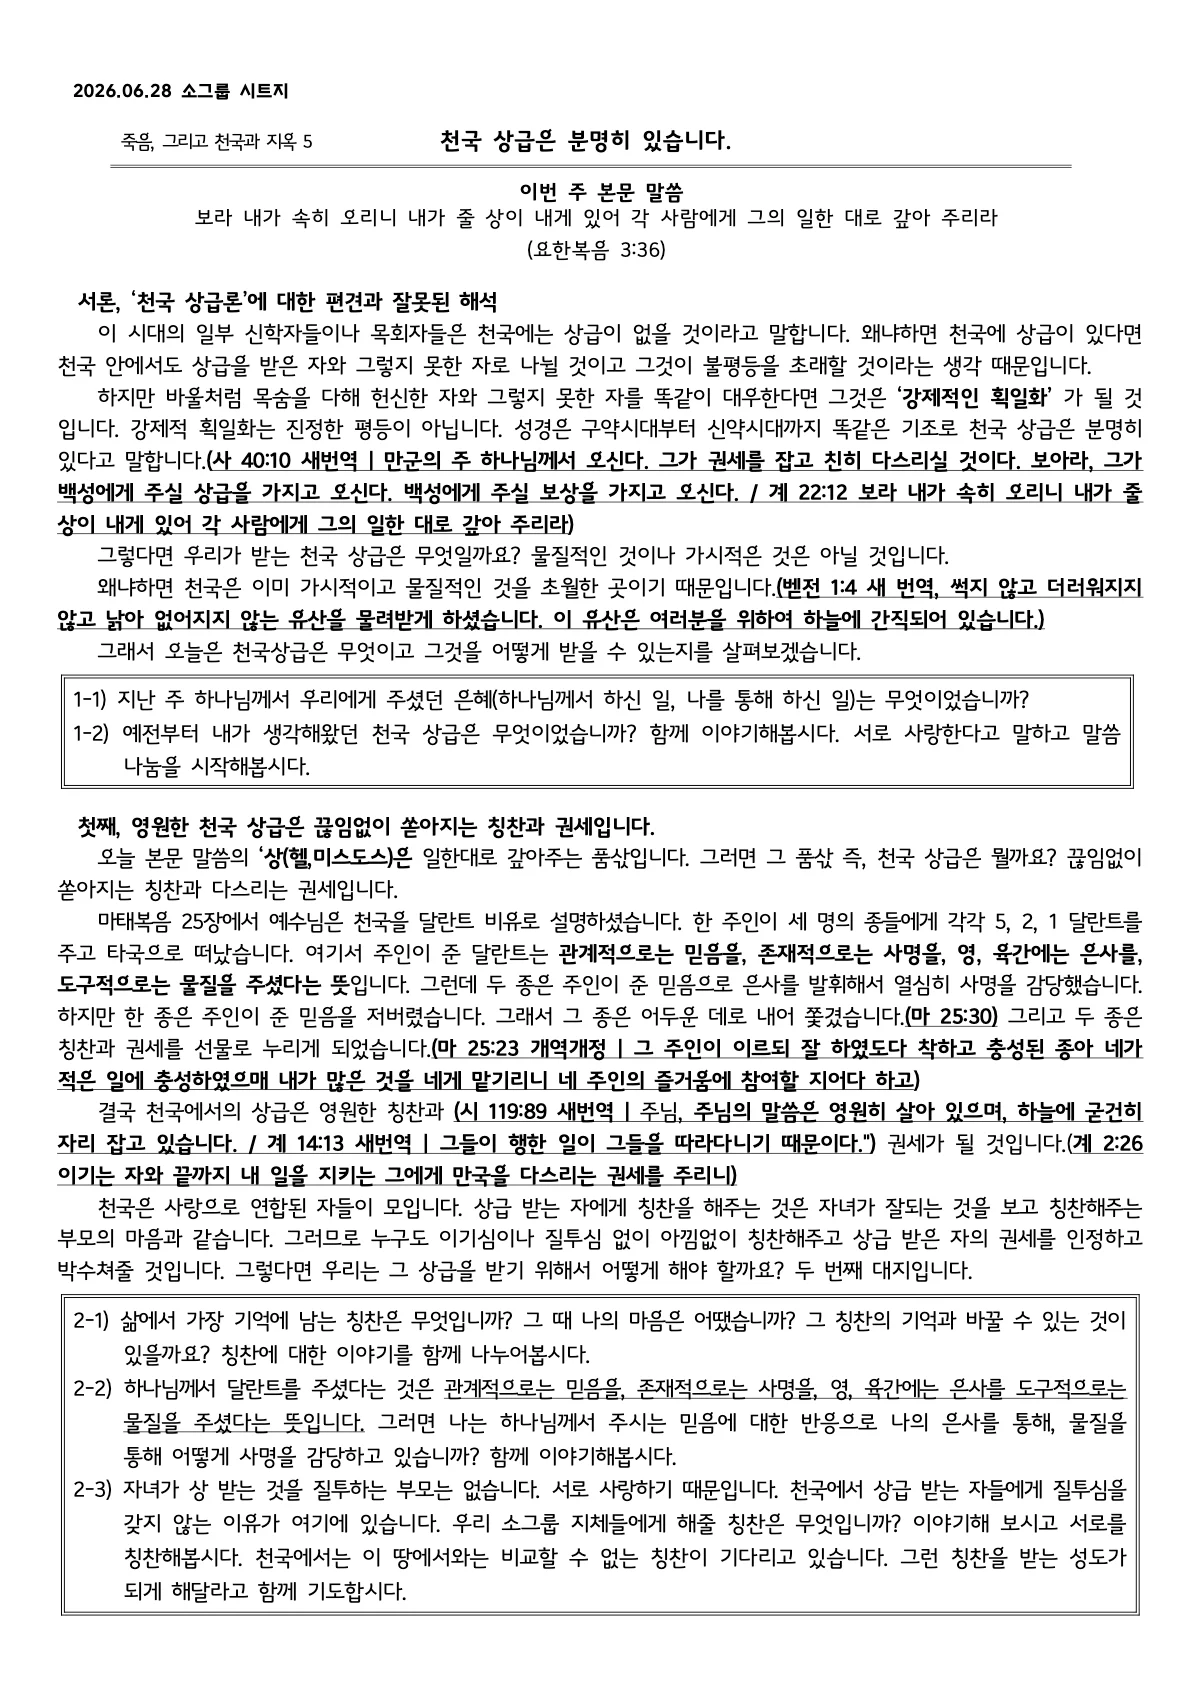 2026.06.28 소그룹 시트지
죽음, 그리고 천국과 지옥 5 천국 상급은 분명히 있습니다.
이번 주 본문 말씀
보라 내가 속히 오리니 내가 줄 상이 내게 있어 각 사람에게 그의 일한 대로 갚아 주리라
(요한복음 3:36)
서론, ‘천국 상급론’에 대한 편견과 잘못된 해석
이 시대의 일부 신학자들이나 목회자들은 천국에는 상급이 없을 것이라고 말합니다. 왜냐하면 천국에 상급이 있다면
천국 안에서도 상급을 받은 자와 그렇지 못한 자로 나뉠 것이고 그것이 불평등을 초래할 것이라는 생각 때문입니다.
하지만 바울처럼 목숨을 다해 헌신한 자와 그렇지 못한 자를 똑같이 대우한다면 그것은 ‘강제적인 획일화’ 가 될 것
입니다. 강제적 획일화는 진정한 평등이 아닙니다. 성경은 구약시대부터 신약시대까지 똑같은 기조로 천국 상급은 분명히
있다고 말합니다.(사 40:10 새번역 | 만군의 주 하나님께서 오신다. 그가 권세를 잡고 친히 다스리실 것이다. 보아라, 그가
백성에게 주실 상급을 가지고 오신다. 백성에게 주실 보상을 가지고 오신다. / 계 22:12 보라 내가 속히 오리니 내가 줄
상이 내게 있어 각 사람에게 그의 일한 대로 갚아 주리라)
그렇다면 우리가 받는 천국 상급은 무엇일까요? 물질적인 것이나 가시적은 것은 아닐 것입니다.
왜냐하면 천국은 이미 가시적이고 물질적인 것을 초월한 곳이기 때문입니다.(벧전 1:4 새 번역, 썩지 않고 더러워지지
않고 낡아 없어지지 않는 유산을 물려받게 하셨습니다. 이 유산은 여러분을 위하여 하늘에 간직되어 있습니다.)
그래서 오늘은 천국상급은 무엇이고 그것을 어떻게 받을 수 있는지를 살펴보겠습니다.
1-1) 지난 주 하나님께서 우리에게 주셨던 은혜(하나님께서 하신 일, 나를 통해 하신 일)는 무엇이었습니까?
1-2) 예전부터 내가 생각해왔던 천국 상급은 무엇이었습니까? 함께 이야기해봅시다. 서로 사랑한다고 말하고 말씀
나눔을 시작해봅시다.
첫째, 영원한 천국 상급은 끊임없이 쏟아지는 칭찬과 권세입니다.
오늘 본문 말씀의 ‘상(헬,미스도스)은 일한대로 갚아주는 품삯입니다. 그러면 그 품삯 즉, 천국 상급은 뭘까요? 끊임없이
쏟아지는 칭찬과 다스리는 권세입니다.
마태복음 25장에서 예수님은 천국을 달란트 비유로 설명하셨습니다. 한 주인이 세 명의 종들에게 각각 5, 2, 1 달란트를
주고 타국으로 떠났습니다. 여기서 주인이 준 달란트는 관계적으로는 믿음을, 존재적으로는 사명을, 영, 육간에는 은사를,
도구적으로는 물질을 주셨다는 뜻입니다. 그런데 두 종은 주인이 준 믿음으로 은사를 발휘해서 열심히 사명을 감당했습니다.
하지만 한 종은 주인이 준 믿음을 저버렸습니다. 그래서 그 종은 어두운 데로 내어 쫓겼습니다.(마 25:30) 그리고 두 종은
칭찬과 권세를 선물로 누리게 되었습니다.(마 25:23 개역개정 | 그 주인이 이르되 잘 하였도다 착하고 충성된 종아 네가
적은 일에 충성하였으매 내가 많은 것을 네게 맡기리니 네 주인의 즐거움에 참여할 지어다 하고)
결국 천국에서의 상급은 영원한 칭찬과 (시 119:89 새번역 | 주님, 주님의 말씀은 영원히 살아 있으며, 하늘에 굳건히
자리 잡고 있습니다. / 계 14:13 새번역 | 그들이 행한 일이 그들을 따라다니기 때문이다.") 권세가 될 것입니다.(계 2:26
이기는 자와 끝까지 내 일을 지키는 그에게 만국을 다스리는 권세를 주리니)
천국은 사랑으로 연합된 자들이 모입니다. 상급 받는 자에게 칭찬을 해주는 것은 자녀가 잘되는 것을 보고 칭찬해주는
부모의 마음과 같습니다. 그러므로 누구도 이기심이나 질투심 없이 아낌없이 칭찬해주고 상급 받은 자의 권세를 인정하고
박수쳐줄 것입니다. 그렇다면 우리는 그 상급을 받기 위해서 어떻게 해야 할까요? 두 번째 대지입니다.
2-1) 삶에서 가장 기억에 남는 칭찬은 무엇입니까? 그 때 나의 마음은 어땠습니까? 그 칭찬의 기억과 바꿀 수 있는 것이
있을까요? 칭찬에 대한 이야기를 함께 나누어봅시다.
2-2) 하나님께서 달란트를 주셨다는 것은 관계적으로는 믿음을, 존재적으로는 사명을, 영, 육간에는 은사를 도구적으로는
물질을 주셨다는 뜻입니다. 그러면 나는 하나님께서 주시는 믿음에 대한 반응으로 나의 은사를 통해, 물질을
통해 어떻게 사명을 감당하고 있습니까? 함께 이야기해봅시다.
2-3) 자녀가 상 받는 것을 질투하는 부모는 없습니다. 서로 사랑하기 때문입니다. 천국에서 상급 받는 자들에게 질투심을
갖지 않는 이유가 여기에 있습니다. 우리 소그룹 지체들에게 해줄 칭찬은 무엇입니까? 이야기해 보시고 서로를
칭찬해봅시다. 천국에서는 이 땅에서와는 비교할 수 없는 칭찬이 기다리고 있습니다. 그런 칭찬을 받는 성도가
되게 해달라고 함께 기도합시다.